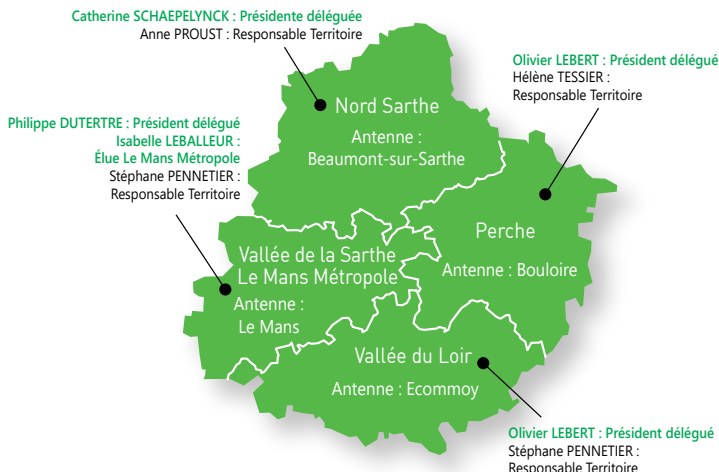 Catherine SCHAEPELYNCK : Présidente déléguée
Anne PROUST : Responsable Territoire
Olivier LEBERT : Président délégué
Hélène TESSIER :
Responsable Territoire
Nord Sarthe
Antenne :
Beaumont-sur-Sarthe
Philippe DUTERTRE : Président délégué
Isabelle LEBALLEUR :
Élue Le Mans Métropole
Stéphane PENNETIER :
Responsable Territoire
Perche
Antenne : Bouloire
Vallée de la Sarthe
Le Mans Métropole
Antenne :
Le Mans
Vallée du Loir
Antenne : Ecommoy
Olivier LEBERT : Président délégué
Stéphane PENNETIER :
Responsable Territoire